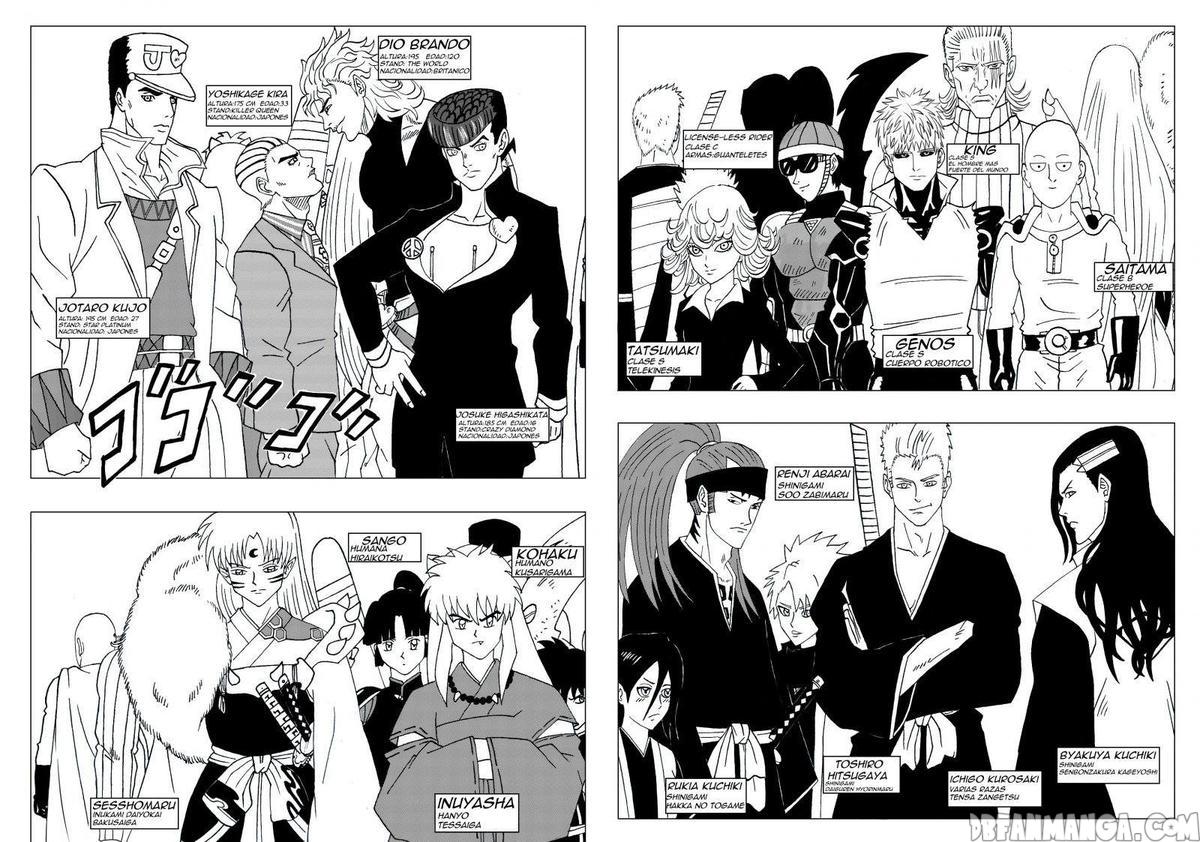 DIO BRANDO
ALTURA:195 EDAD:120
STAND: THE WORLD
NACIONALIDAD:BRITANICO
YOSHIKAGE KIRA
ALTURA:175 CM EDAD:33
STAND:KILLER QUEEN
NACIONALIDAD:JAPONES
J
JOTARO KUJO
ALTURA: 195 CM EDAD: 27
STAND: STAR PLATINUM
NACIONALIDAD: JAPONES
JOSUKE HIGASHIKATA
ALTURA:185 CM EDAD:16
STAND:CRAZY DIAMOND
NACIONALIDAD:JAPONES
ゴゴゴゴ
LICENSE-LESS RIDER
CLASE C
ARMAS:GUANTELETES
KING
CLASE S
EL HOMBRE MAS
FUERTE DEL MUNDO
SAITAMA
CLASE B
SUPERHEROE
TATSUMAKI
CLASE S
TELEKINESIS
GENOS
CLASE S
CUERPO ROBOTICO
SANGO
HUMANA
HIRAIKOTSU
KOHAKU
HUMANO
KUSARIGAMA
SESSHOMARU
INUKAMI DAIYOKAI
BAKUSAIGA
INUYASHA
HANYO
TESSAIGA
RENJI ABARAI
SHINIGAMI
SOO ZABIMARU
RUKIA KUCHIKI
SHINIGAMI
HAKKA NO TOGAME
TOSHIRO
HITSUGAYA
SHINIGAMI
DAIGUREN HYORINMARU
ICHIGO KUROSAKI
VARIAS RAZAS
TENSA ZANGETSU
BYAKUYA KUCHIKI
SHINIGAMI
SENBONZAKURA KAGEYOSHI
DBFANMANGA.COM